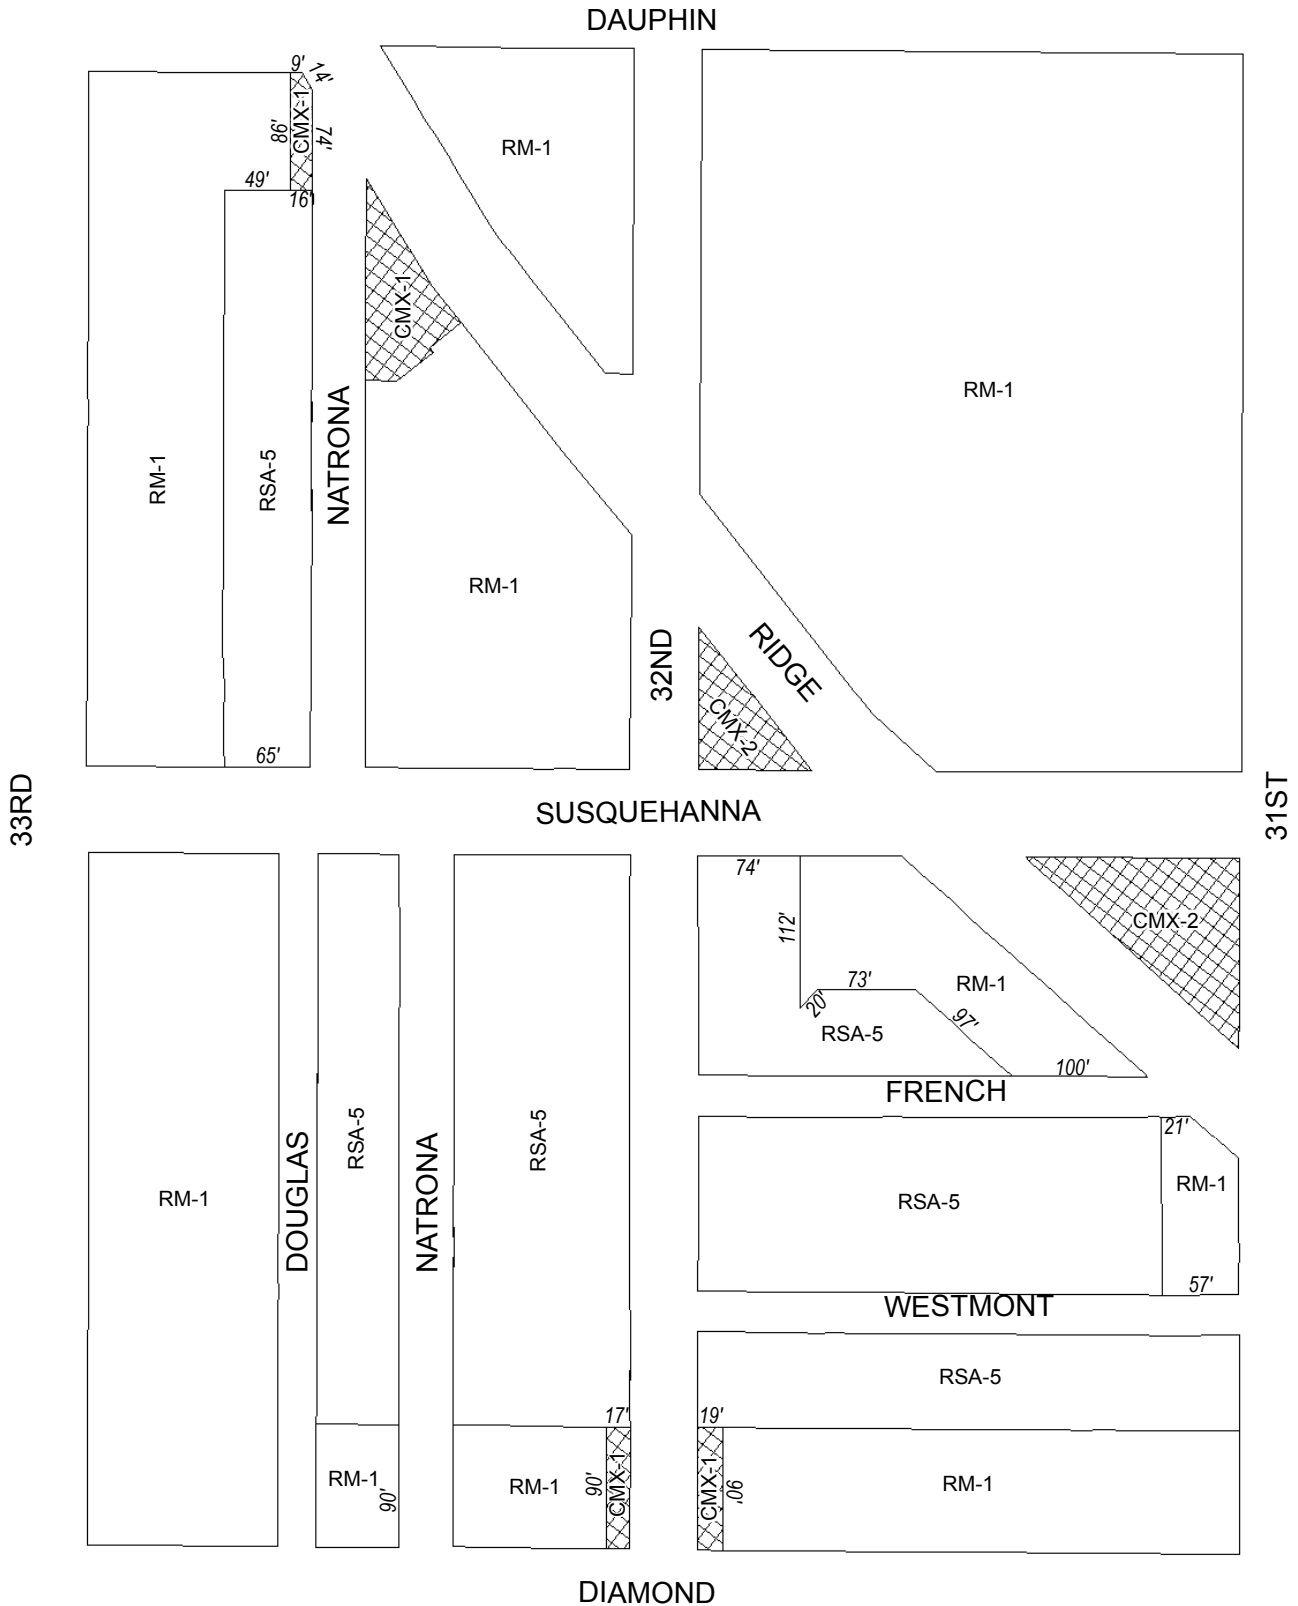 DAUPHIN
9'
14'
CMX-1
86'
74'
RM-1
49'
16'
CMX-1
RM-1
RM-1
RSA-5
NATRONA
RM-1
32ND
RIDGE
CMX-2
65'
33RD
SUSQUEHANNA
31ST
74'
112'
73'
RM-1
20'
97'
RSA-5
100'
CMX-2
FRENCH
21'
RM-1
RSA-5
57'
WESTMONT
RM-1
DOUGLAS
RSA-5
NATRONA
RSA-5
RSA-5
17'
19'
RM-1
90'
RM-1
90'
CMX-1
CMX-1
90'
RM-1
DIAMOND